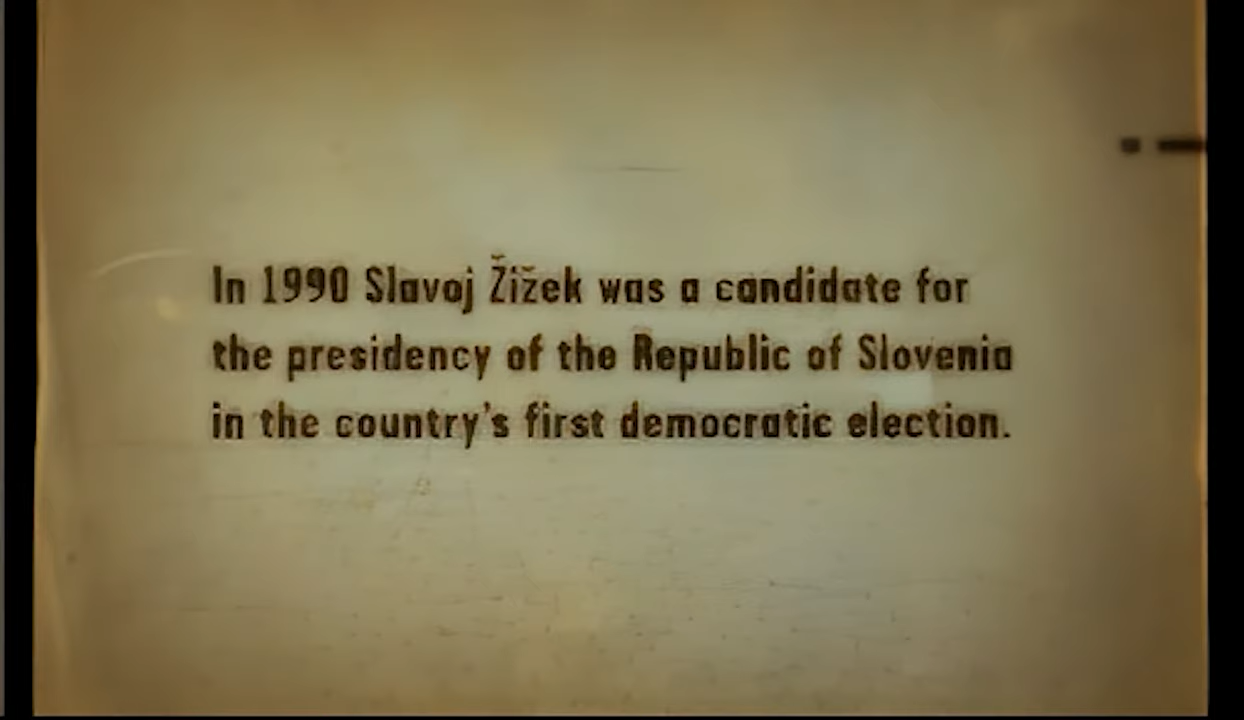 In 1990 Slavoj Žižek was a candidate for
the presidency of the Republic of Slovenia
in the country's first democratic election.